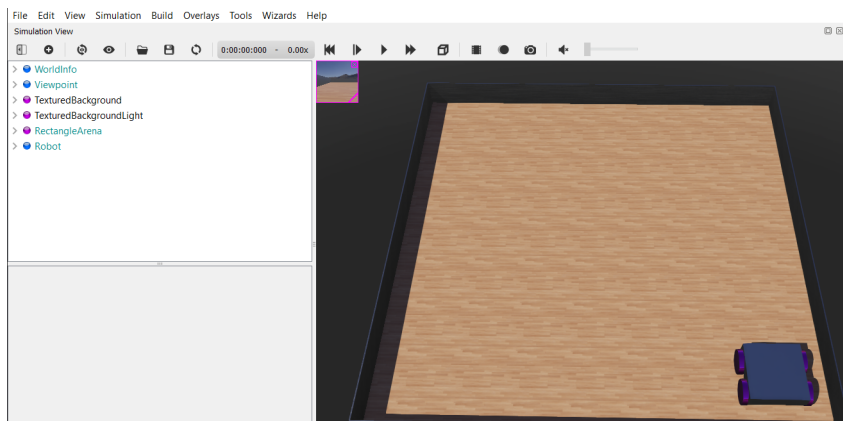 File Edit View Simulation Build Overlays Tools Wizards Help
Simulation View
0:00:00:000 - 0.00x
WorldInfo
Viewpoint
TexturedBackground
TexturedBackgroundLight
RectangleArena
Robot